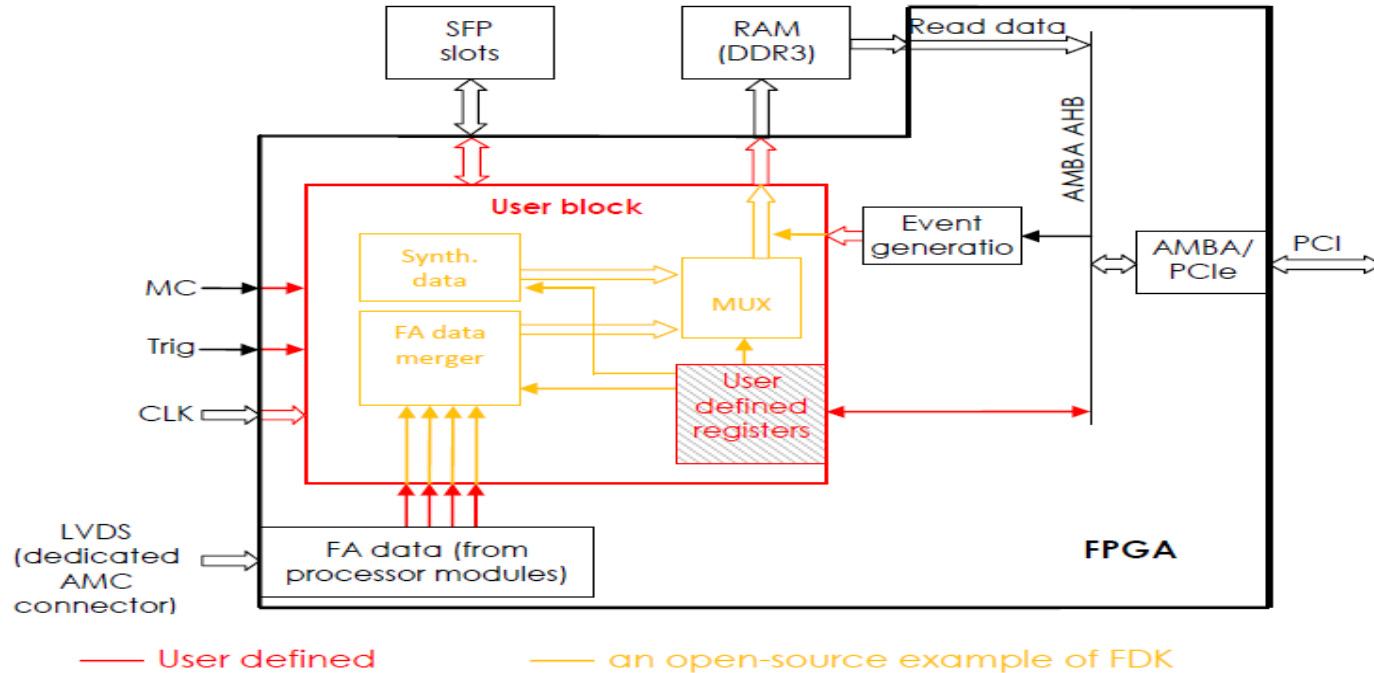 SFP
slots
RAM
(DDR3)
Read data
AMBA AHB
User block
Synth.
data
MUX
FA data
merger
User
defined
registers
Event
generatio
AMBA/
PCIe
PCI
MC
Trig
CLK
LVDS
(dedicated
AMC
connector)
FA data (from
processor modules)
FPGA
User defined
an open-source example of FDK